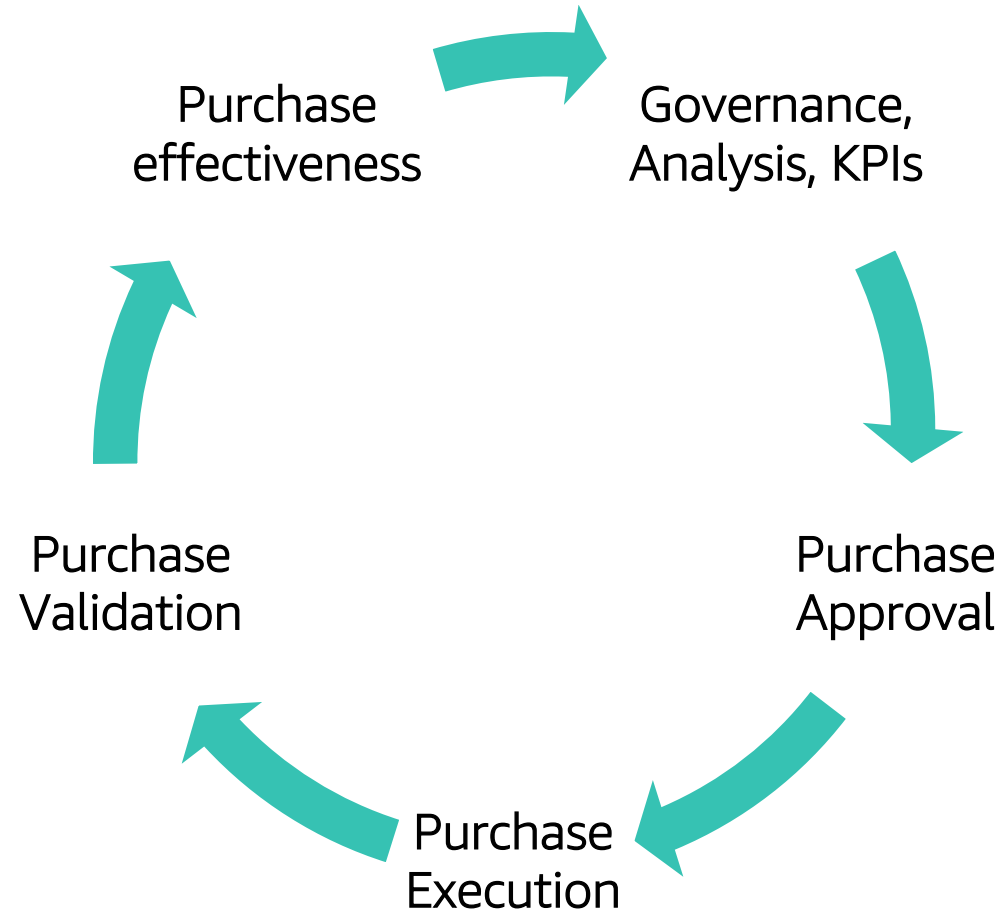 Purchase
effectiveness
Governance,
Analysis, KPIs
Purchase
Approval
Purchase
Execution
Purchase
Validation